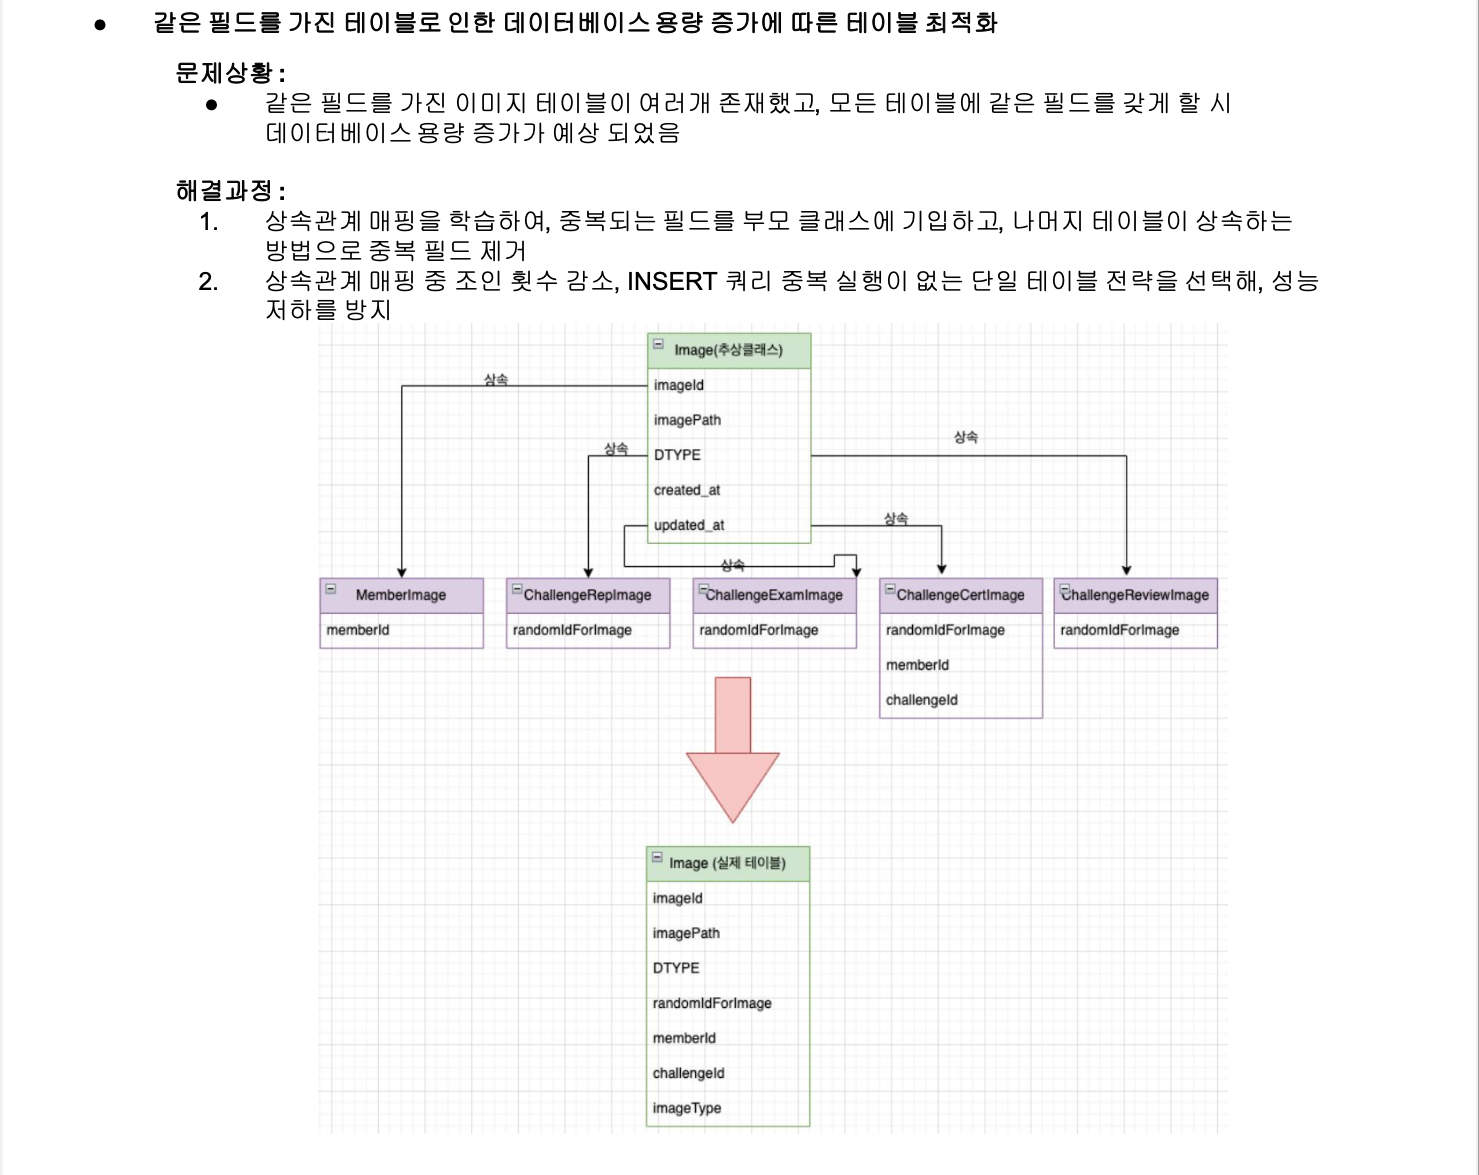 ● 같은 필드를 가진 테이블로 인한 데이터베이스 용량 증가에 따른 테이블 최적화
문제상황 :
● 같은 필드를 가진 이미지 테이블이 여러개 존재했고, 모든 테이블에 같은 필드를 갖게 할 시
데이터베이스 용량 증가가 예상 되었음
해결과정 :
1. 상속관계 매핑을 학습하여, 중복되는 필드를 부모 클래스에 기입하고, 나머지 테이블이 상속하는
방법으로 중복 필드 제거
2. 상속관계 매핑 중 조인 횟수 감소, INSERT 쿼리 중복 실행이 없는 단일 테이블 전략을 선택해, 성능
저하를 방지
Image(추상클래스)
imageId
imagePath
DTYPE
created_at
updated_at
상속
상속
상속
상속
상속
MemberImage
memberId
ChallengeRepImage
randomIdForImage
ChallengeExamImage
randomIdForImage
ChallengeCertImage
randomIdForImage
memberId
challengeId
ChallengeReviewImage
randomIdForImage
Image (실제 테이블)
imageId
imagePath
DTYPE
randomIdForImage
memberId
challengeId
imageType